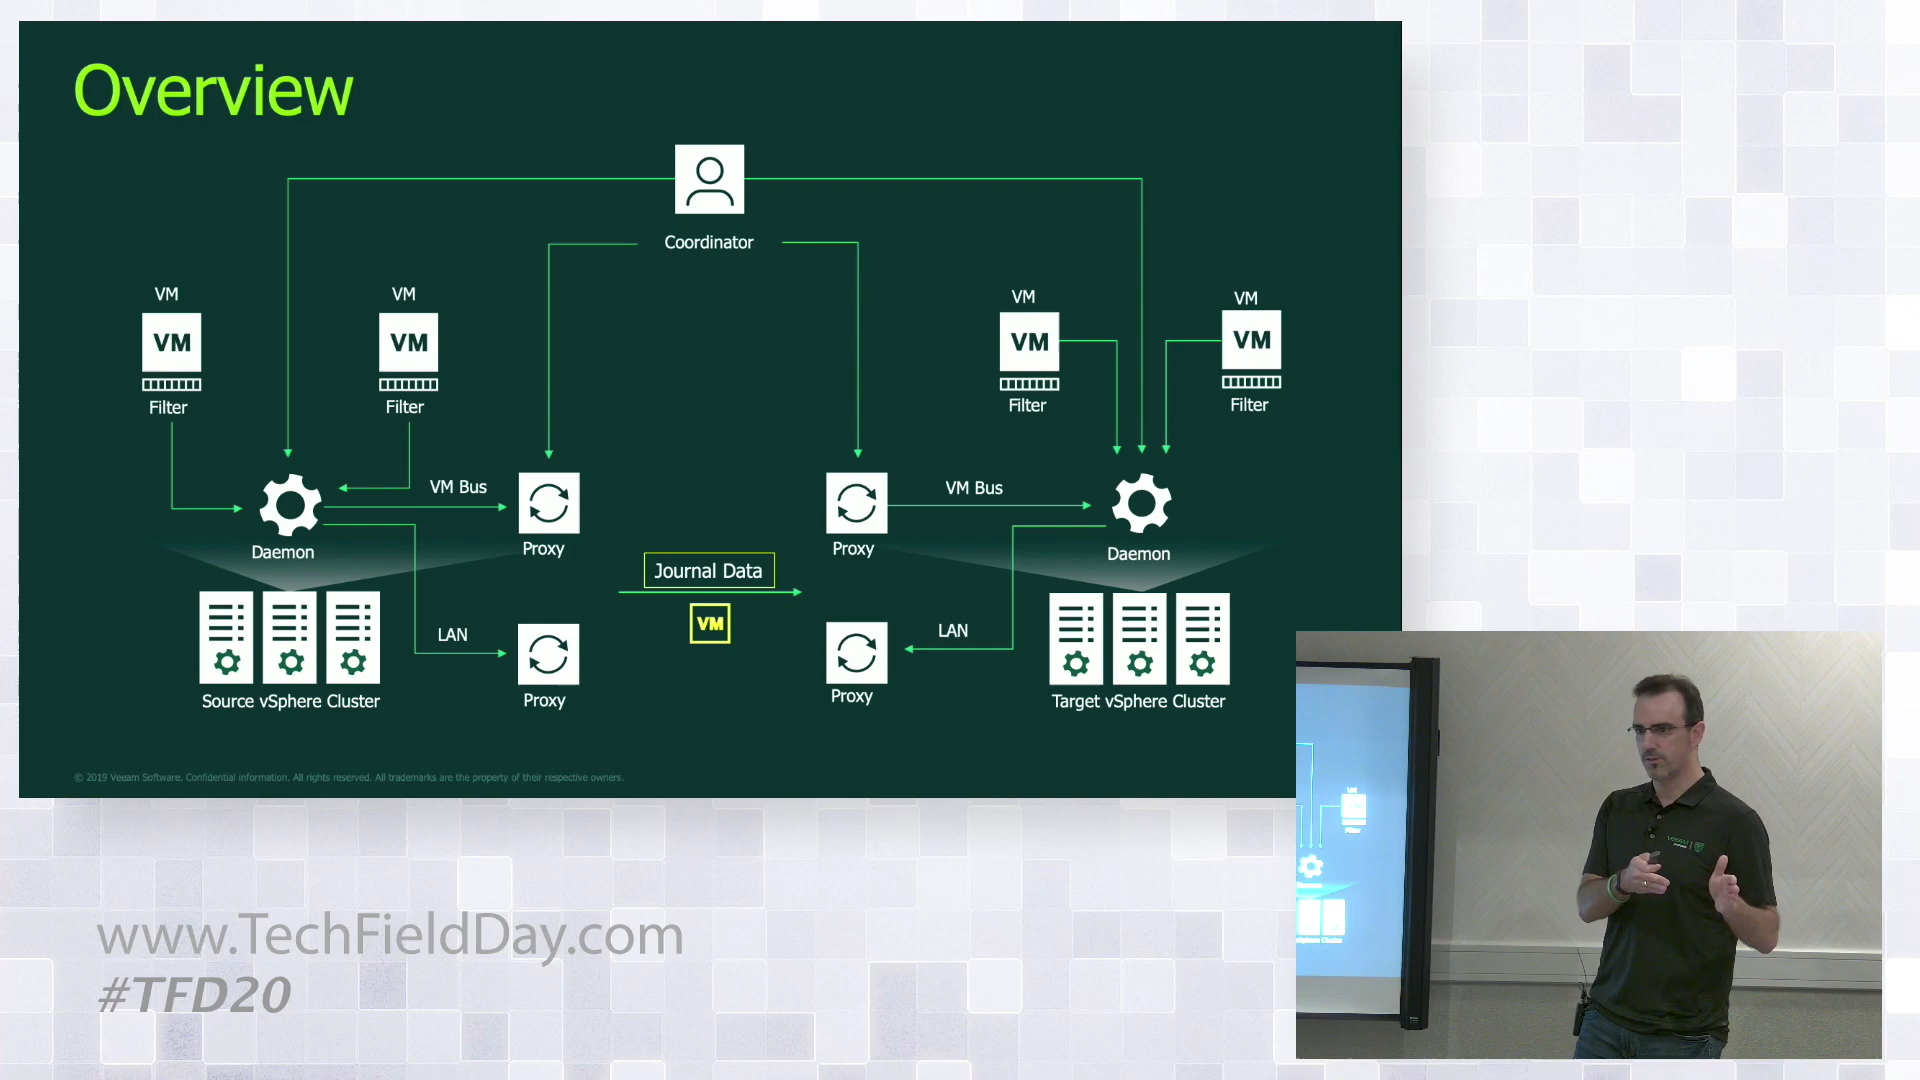 Overview
Coordinator
VM
VM
VM
VM
VM
VM
VM
VM
Filter
Filter
Filter
Filter
VM Bus
VM Bus
Daemon
Proxy
Proxy
Daemon
Journal Data
VM
LAN
LAN
Source vSphere Cluster
Proxy
Proxy
Target vSphere Cluster
© 2019 Veeam Software. Confidential information. All rights reserved. All trademarks are the property of their respective owners.
www.TechFieldDay.com
#TFD20